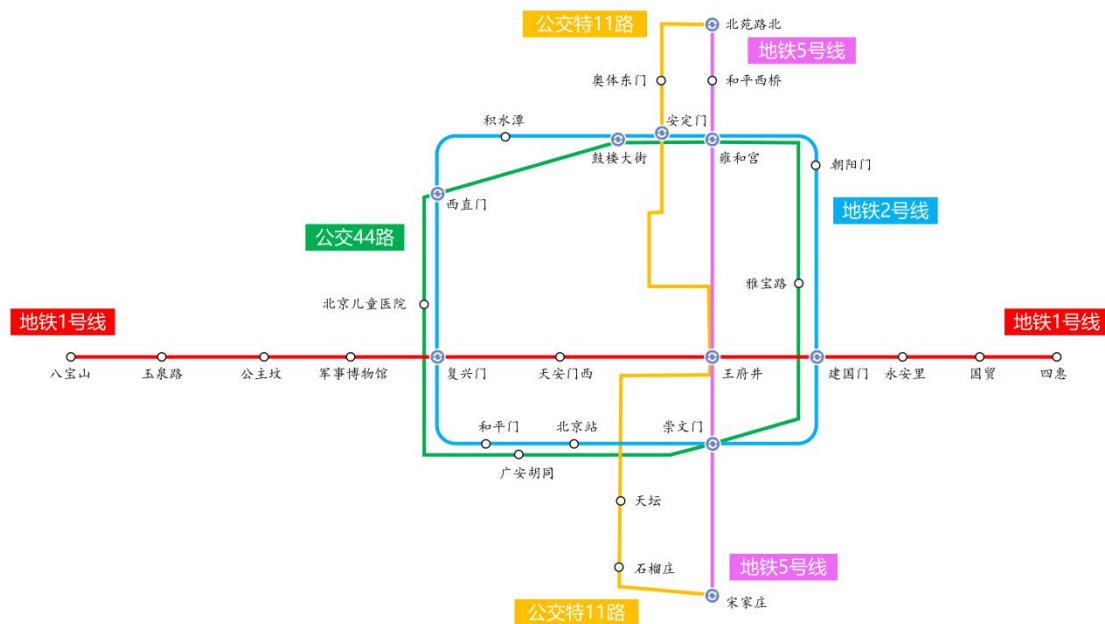 公交特11路
北苑路北
地铁5号线
奥体东门
和平西桥
积水潭
安定门
鼓楼大街
雍和宫
朝阳门
西直门
地铁2号线
公交44路
北京儿童医院
雅宝路
地铁1号线
地铁1号线
八宝山
玉泉路
公主坟
军事博物馆
复兴门
天安门西
王府井
建国门
永安里
国贸
四惠
和平门
北京站
崇文门
广安胡同
天坛
石榴庄
地铁5号线
宋家庄
公交特11路